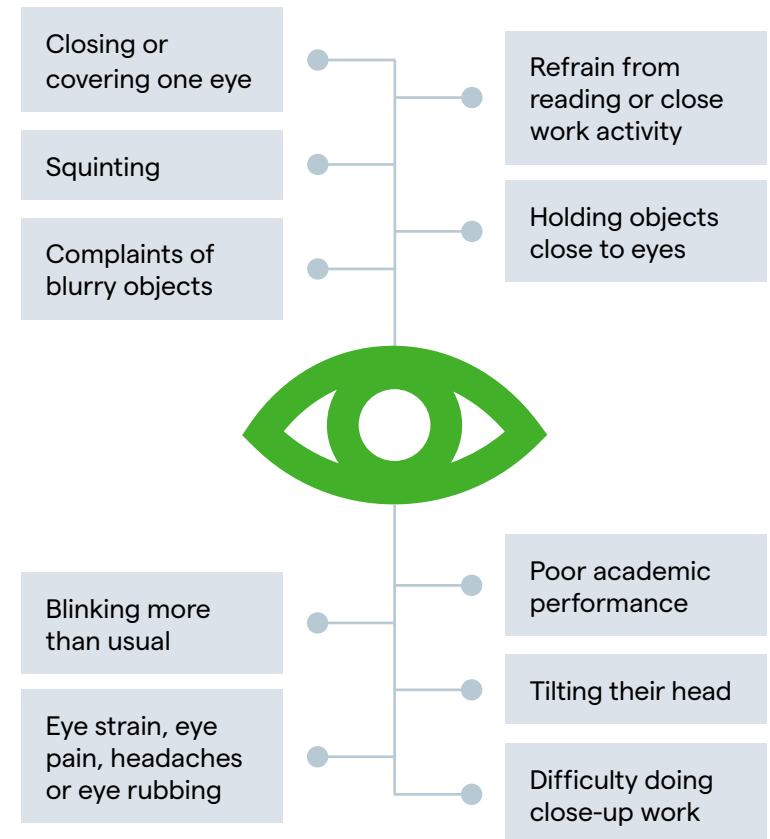 Closing or
covering one eye
Refrain from
reading or close
work activity
Squinting
Holding objects
close to eyes
Complaints of
blurry objects
Poor academic
performance
Blinking more
than usual
Tilting their head
Eye strain, eye
pain, headaches
or eye rubbing
Difficulty doing
close-up work